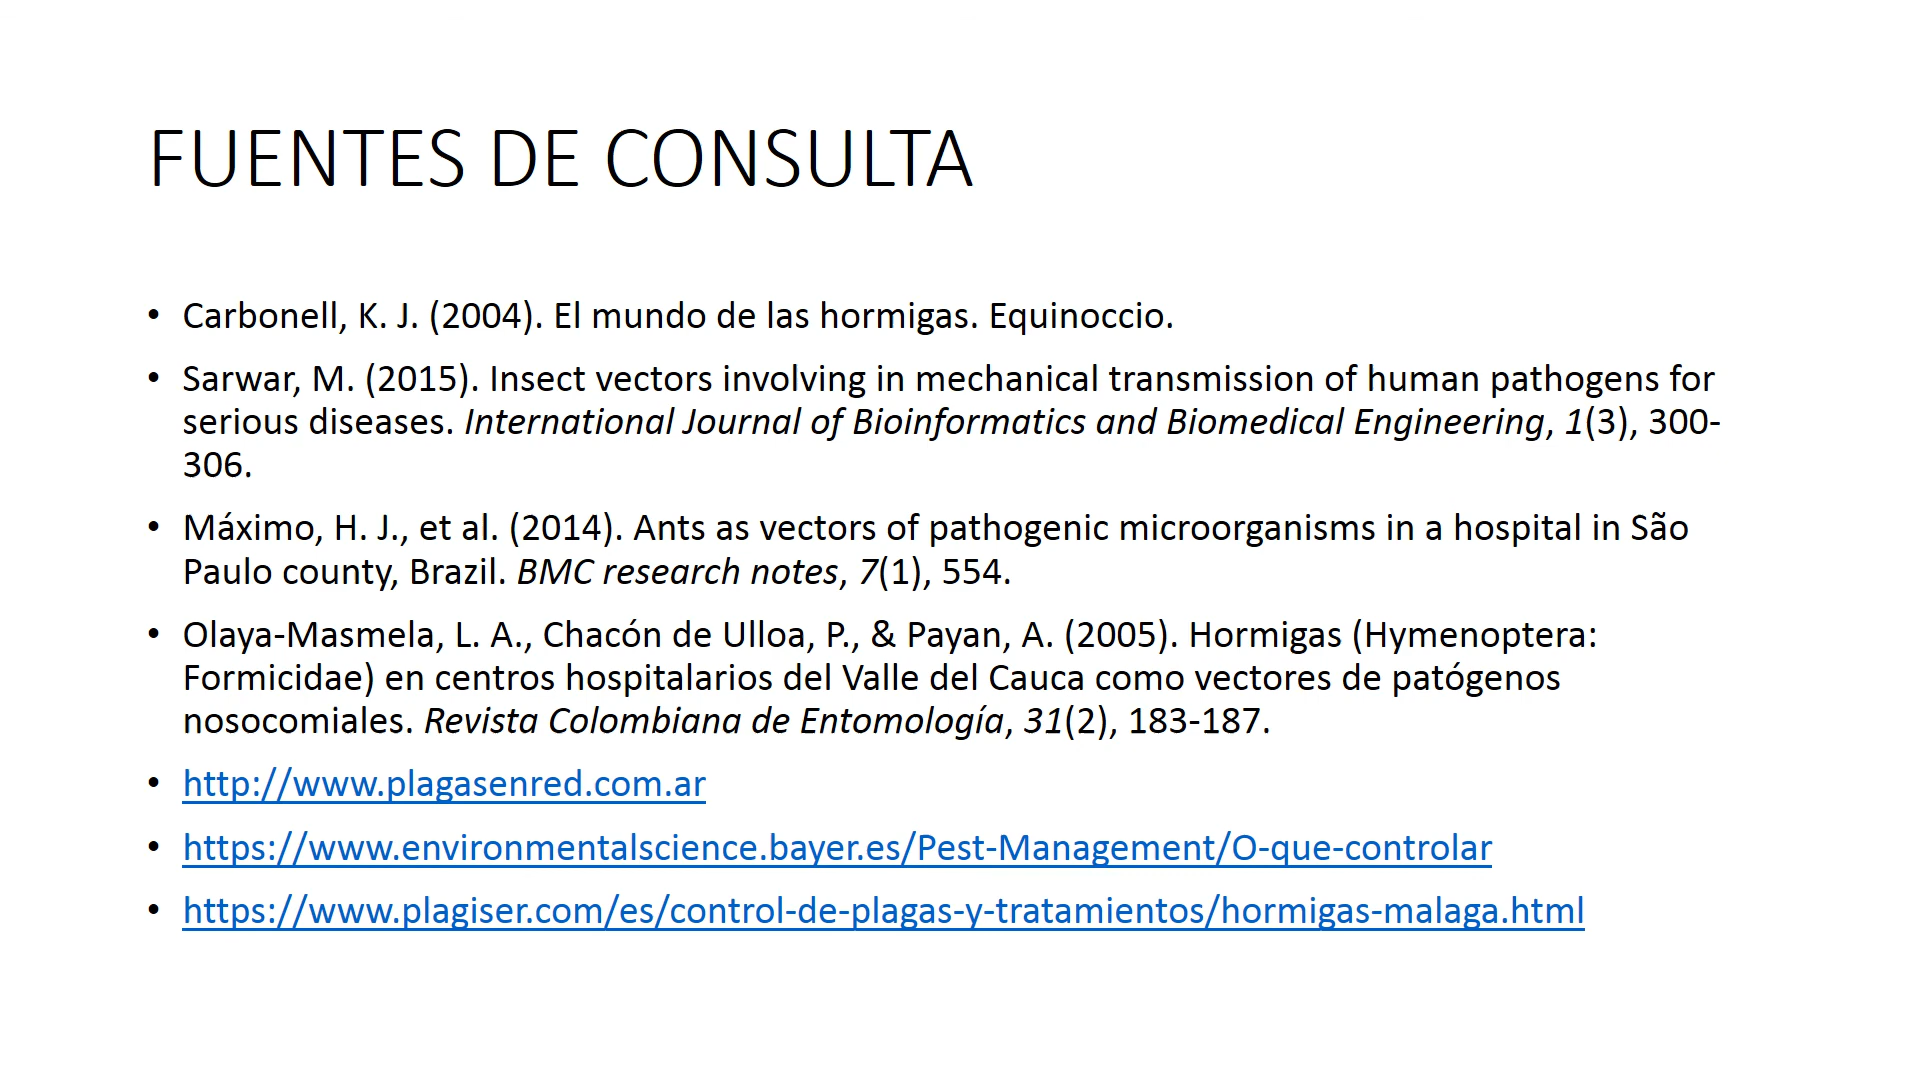 FUENTES DE CONSULTA
• Carbonell, K. J. (2004). El mundo de las hormigas. Equinoccio.
• Sarwar, M. (2015). Insect vectors involving in mechanical transmission of human pathogens for
serious diseases. International Journal of Bioinformatics and Biomedical Engineering, 1(3), 300-
306.
• Máximo, H. J., et al. (2014). Ants as vectors of pathogenic microorganisms in a hospital in São
Paulo county, Brazil. BMC research notes, 7(1), 554.
• Olaya-Masmela, L. A., Chacón de Ulloa, P., & Payan, A. (2005). Hormigas (Hymenoptera:
Formicidae) en centros hospitalarios del Valle del Cauca como vectores de patógenos
nosocomiales. Revista Colombiana de Entomología, 31(2), 183-187.
• http://www.plagasenred.com.ar
• https://www.environmentalscience.bayer.es/Pest-Management/O-que-controlar
• https://www.plagiser.com/es/control-de-plagas-y-tratamientos/hormigas-malaga.html